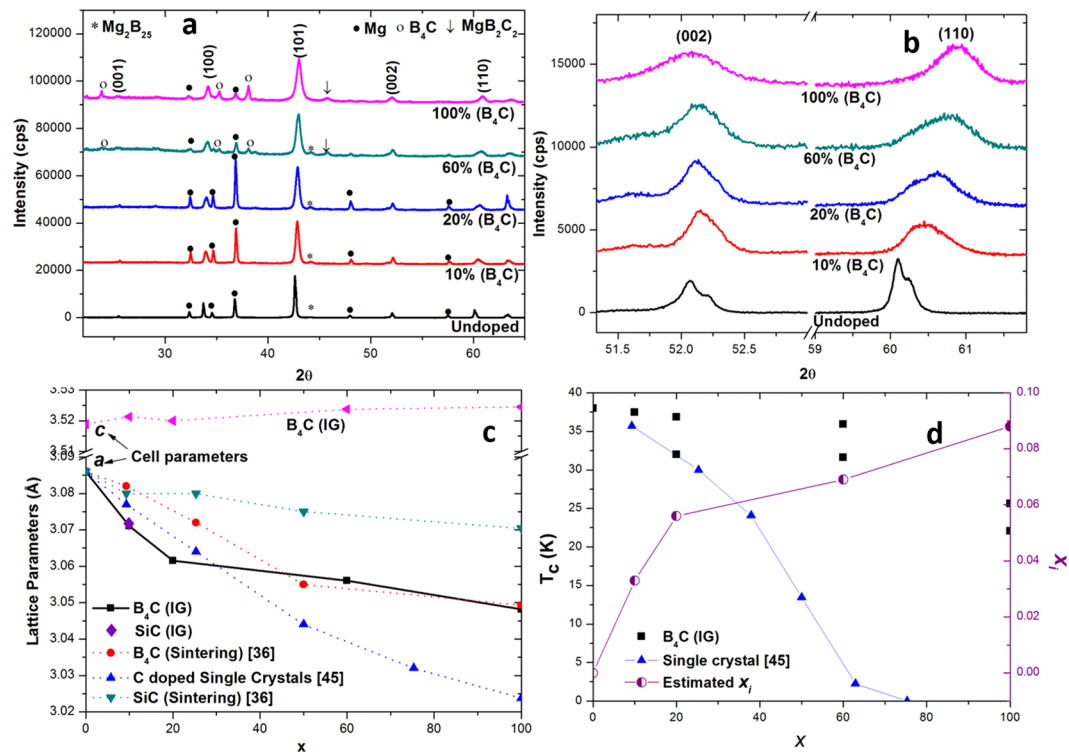 * Mg2B25
a
● Mg ○ B4C ↓ MgB2C2
(001)
(100)
(101)
(002)
(110)
100% (B4C)
60% (B4C)
20% (B4C)
10% (B4C)
Undoped
120000
100000
80000
60000
40000
20000
0
Intensity (cps)
30 40 50 60
2θ
b
(002)
(110)
100% (B4C)
60% (B4C)
20% (B4C)
10% (B4C)
Undoped
15000
10000
5000
0
Intensity (cps)
51.5 52.0 52.5 59 60 61
2θ
3.53
3.52
3.51
3.09
3.08
3.07
3.06
3.05
3.04
3.03
3.02
Lattice Parameters (Å)
B4C (IG)
c
c
a
Cell parameters
B4C (IG)
SiC (IG)
B4C (Sintering) [36]
C doped Single Crystals [45]
SiC (Sintering) [36]
0 20 40 60 80 100
x
d
40
35
30
25
20
15
10
5
0
TC (K)
B4C (IG)
Single crystal [45]
Estimated xi
0 20 40 60 80 100
x
0.10
0.08
0.06
0.04
0.02
0.00
xi